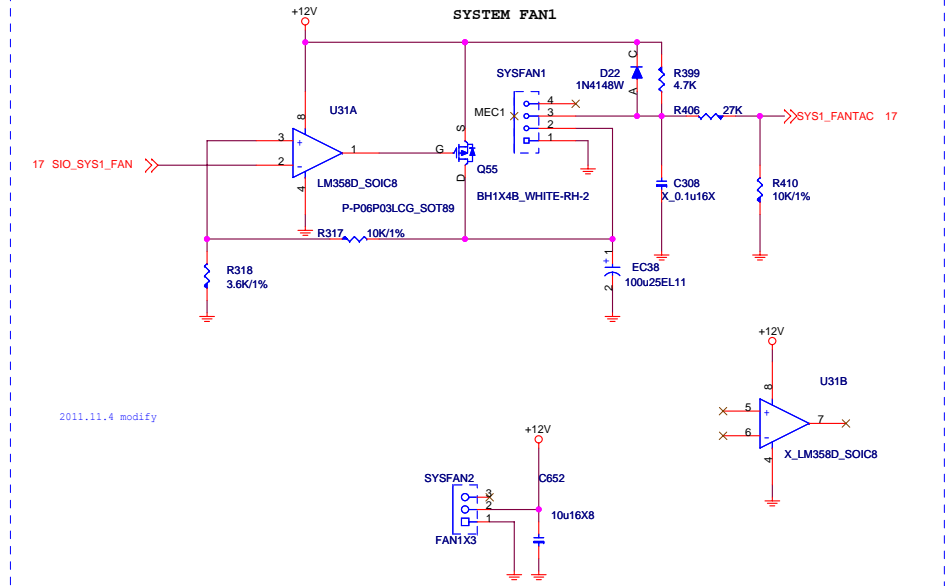 SYSTEM FAN1
+12V
SYSFAN1
D22
1N4148W
C
A
R399
4.7K
U31A
8
3
+
2
-
1
4
LM358D_SOIC8
17 SIO_SYS1_FAN
S
G
D
Q55
P-P06P03LCG_SOT89
MEC1
4
3
2
1
BH1X4B_WHITE-RH-2
R406
27K
SYS1_FANTAC 17
C308
X_0.1u16X
R410
10K/1%
R317
10K/1%
R318
3.6K/1%
+
1
2
EC38
100u25EL11
+12V
U31B
8
5
+
6
-
7
4
X_LM358D_SOIC8
2011.11.4 modify
+12V
SYSFAN2
C652
3
2
1
10u16X8
FAN1X3